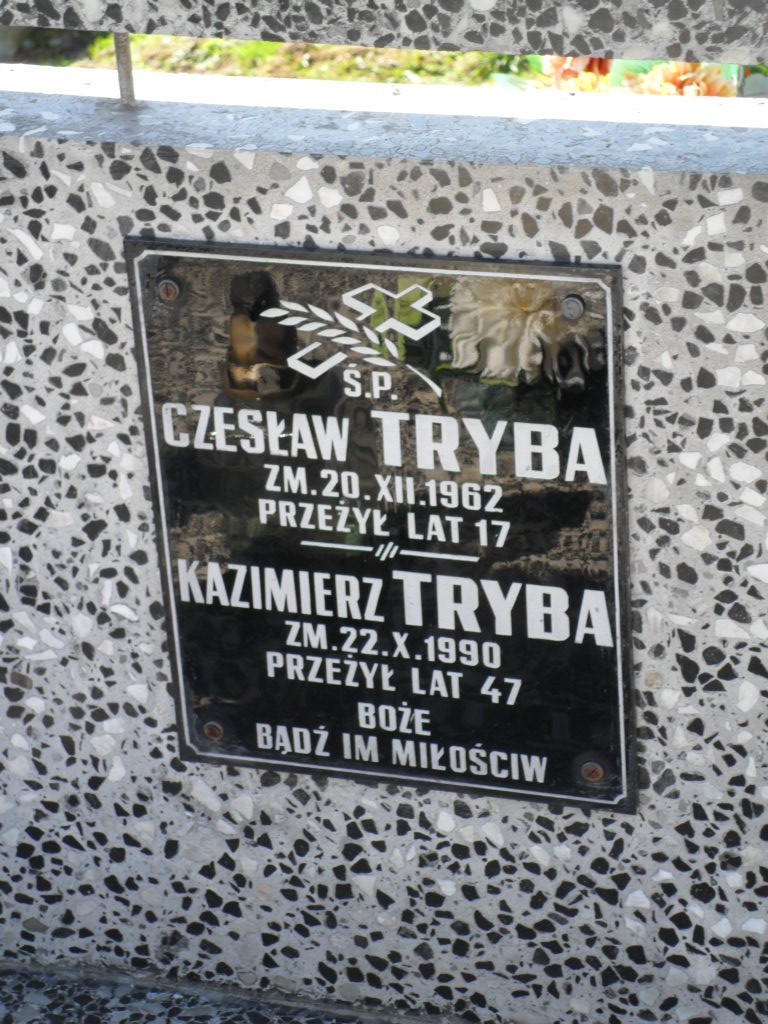 Ś.P.
CZESŁAW TRYBA
ZM.20.XII.1962
PRZEŻYŁ LAT 17
KAZIMIERZ TRYBA
ZM.22.X.1990
PRZEŻYŁ LAT 47
BOŻE
BĄDŹ IM MIŁOŚCIW